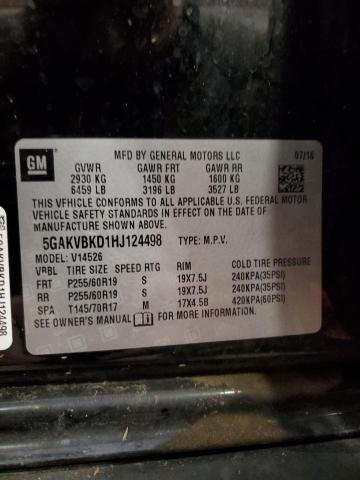 GM
MFD BY GENERAL MOTORS LLC 07/16
GVWR GAWR FRT GAWR RR
2930 KG 1450 KG 1600 KG
6459 LB 3196 LB 3527 LB
THIS VEHICLE CONFORMS TO ALL APPLICABLE U.S. FEDERAL MOTOR
VEHICLE SAFETY STANDARDS IN EFFECT ON THE DATE OF
MANUFACTURE SHOWN ABOVE.
5GAKVBKD1HJ124498 TYPE: M.P.V.
MODEL: V14526
TIRE SIZE SPEED RTG RIM COLD TIRE PRESSURE
FRT P255/60R19 S 19X7.5J 240KPA(35PSI)
RR P255/60R19 S 19X7.5J 240KPA(35PSI)
SPA T145/70R17 M 17X4.5B 420KPA(60PSI)
SEE OWNER'S MANUAL FOR MORE INFORMATION.
5GAKVBKD1HJ124498